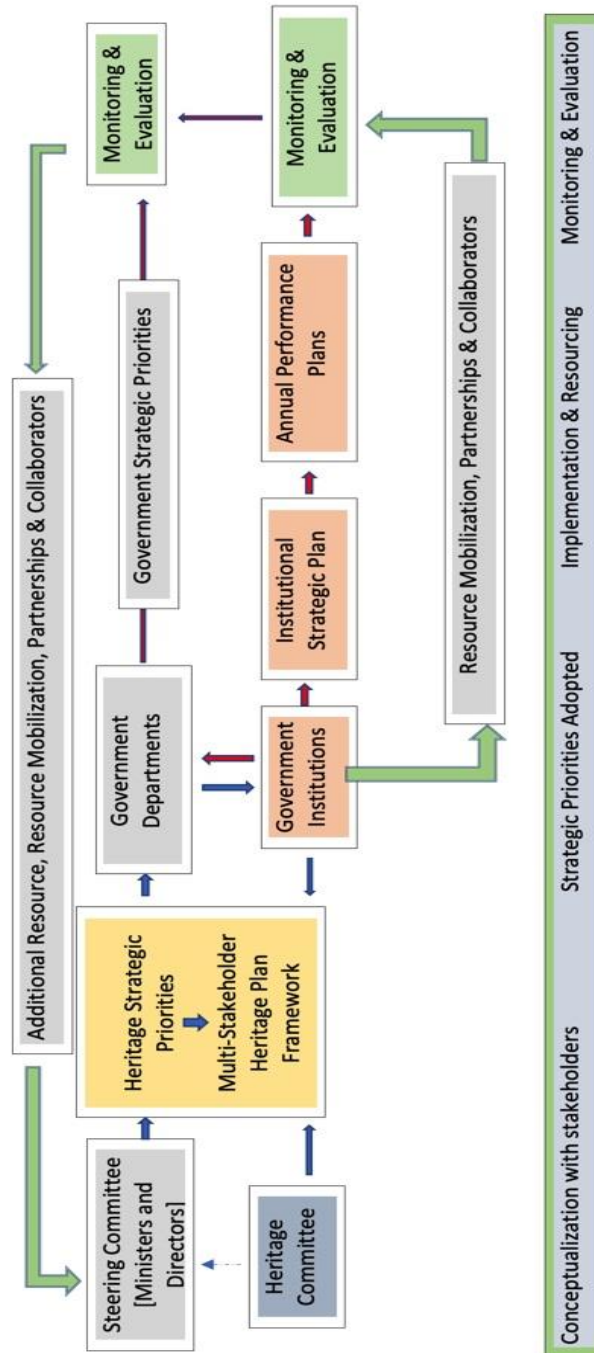 Additional Resource, Resource Mobilization, Partnerships & Collaborators
Steering Committee
[Ministers and
Directors]
Heritage Strategic
Priorities
Multi-Stakeholder
Heritage Plan
Framework
Government
Departments
Government Strategic Priorities
Monitoring &
Evaluation
Heritage
Committee
Government
Institutions
Institutional
Strategic Plan
Annual Performance
Plans
Monitoring &
Evaluation
Resource Mobilization, Partnerships & Collaborators
Conceptualization with stakeholders Strategic Priorities Adopted Implementation & Resourcing Monitoring & Evaluation